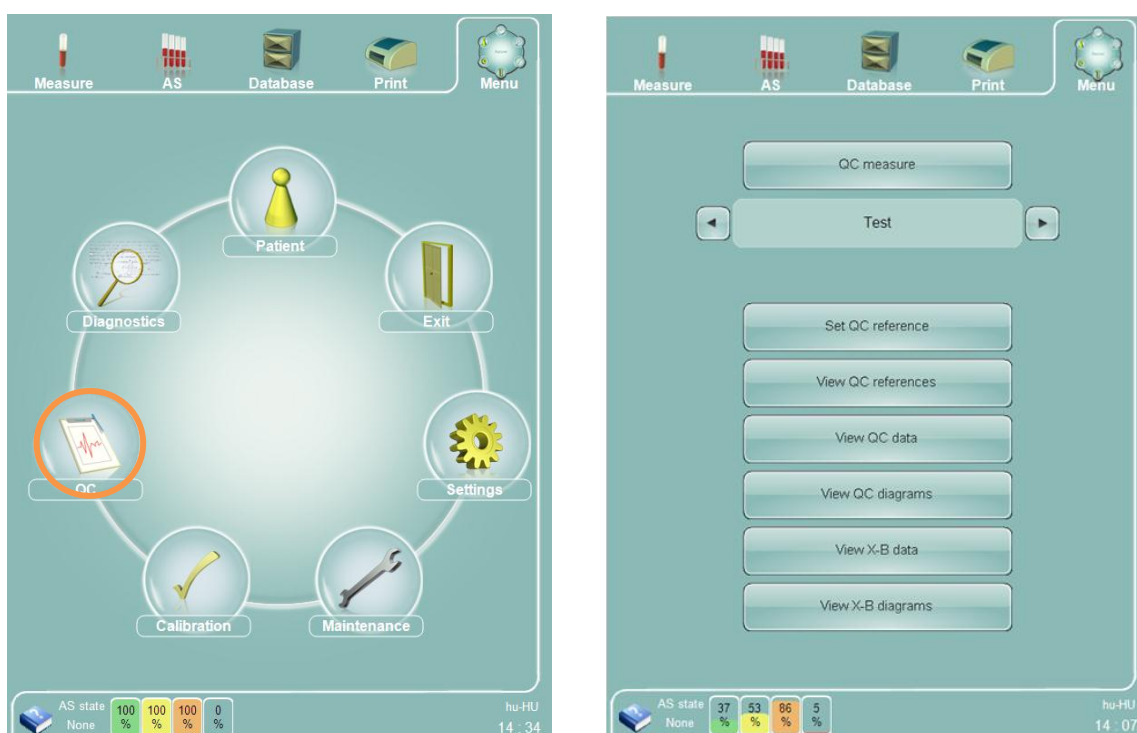 Measure AS Database Print Menu
Patient
Diagnostics Exit
QC Settings
Calibration Maintenance
AS state 100 100 100 0 hu-HU
None % % % % 14 : 34
Measure AS Database Print Menu
QC measure
Test
Set QC reference
View QC references
View QC data
View QC diagrams
View X-B data
View X-B diagrams
AS state 37 53 86 5 hu-HU
None % % % % 14 : 07